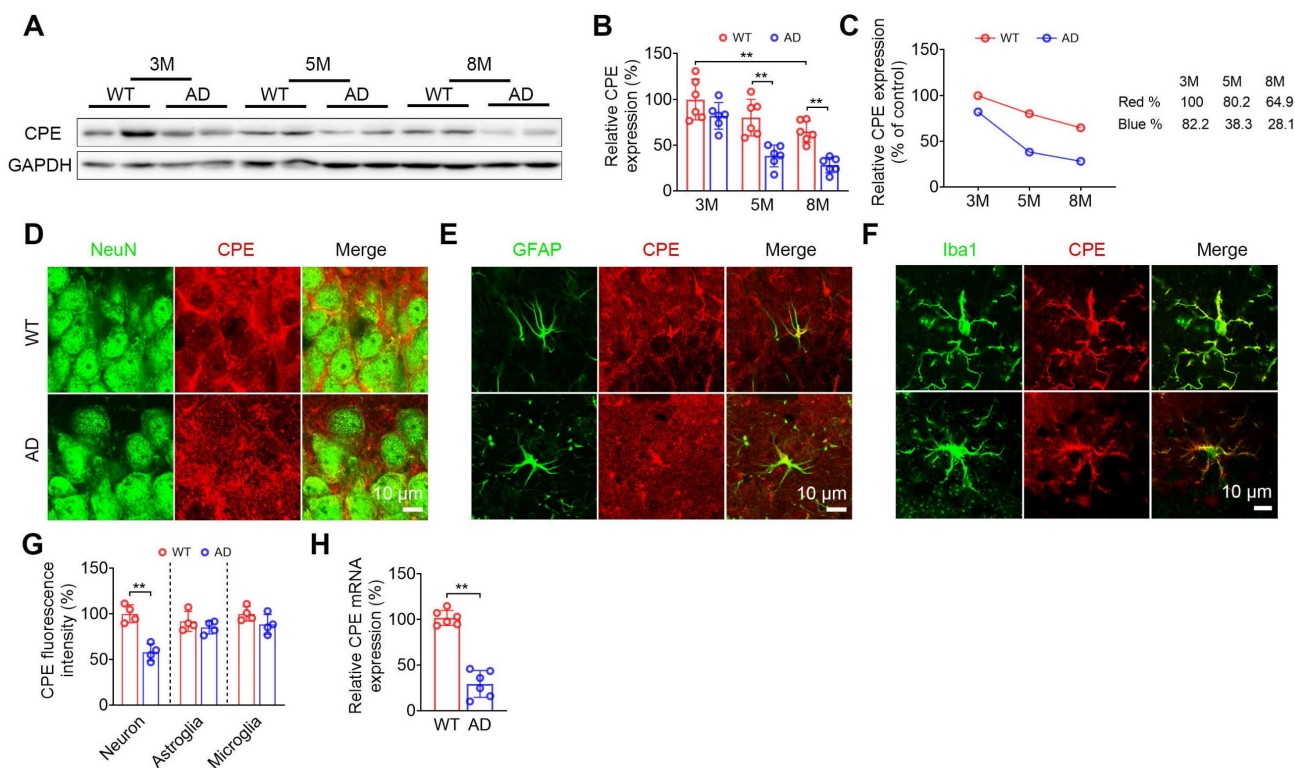 A
3M 5M 8M
WT AD WT AD WT AD
CPE
GAPDH
B
WT AD
Relative CPE
expression (%)
150
100
50
0
** ** **
3M 5M 8M
C
WT AD
Relative CPE expression
(% of control)
150
100
50
0
3M 5M 8M
3M 5M 8M
Red % 100 80.2 64.9
Blue % 82.2 38.3 28.1
D
NeuN CPE Merge
WT
AD
10 μm
E
GFAP CPE Merge
10 μm
F
Iba1 CPE Merge
10 μm
G
WT AD
CPE fluorescence
intensity (%)
150
100
50
0
**
Neuron
Astroglia
Microglia
H
Relative CPE mRNA
expression (%)
150
100
50
0
**
WT AD